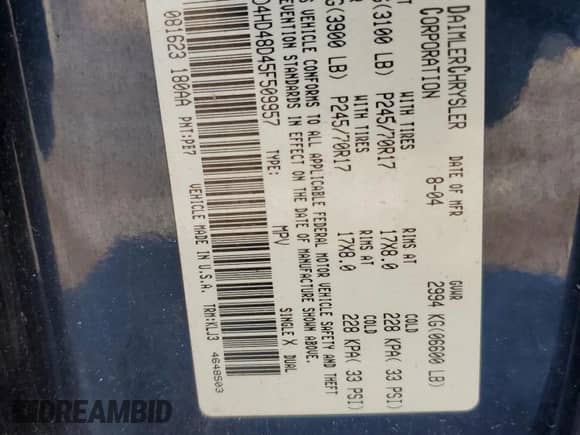 DAIMLERCHRYSLER
CORPORATION
DATE OF MFR
8-04
GVWR
2994 KG(06600 LB)
T
G(3100 LB)
WITH TIRES
P245/70R17
RIMS AT
17X8.0
COLD
228 KPA( 33 PSI)
G(3900 LB)
WITH TIRES
P245/70R17
RIMS AT
17X8.0
COLD
228 KPA( 33 PSI)
S VEHICLE CONFORMS TO ALL APPLICABLE FEDERAL MOTOR VEHICLE SAFETY AND THEFT
EVENTION STANDARDS IN EFFECT ON THE DATE OF MANUFACTURE SHOWN ABOVE.
4HD48D45F509957
TYPE:
MPV
SINGLE X DUAL
081623 180AA
PNT:PB7
VEHICLE MADE IN U.S.A.
TRM:KLJ3
4648503
DREAMBID